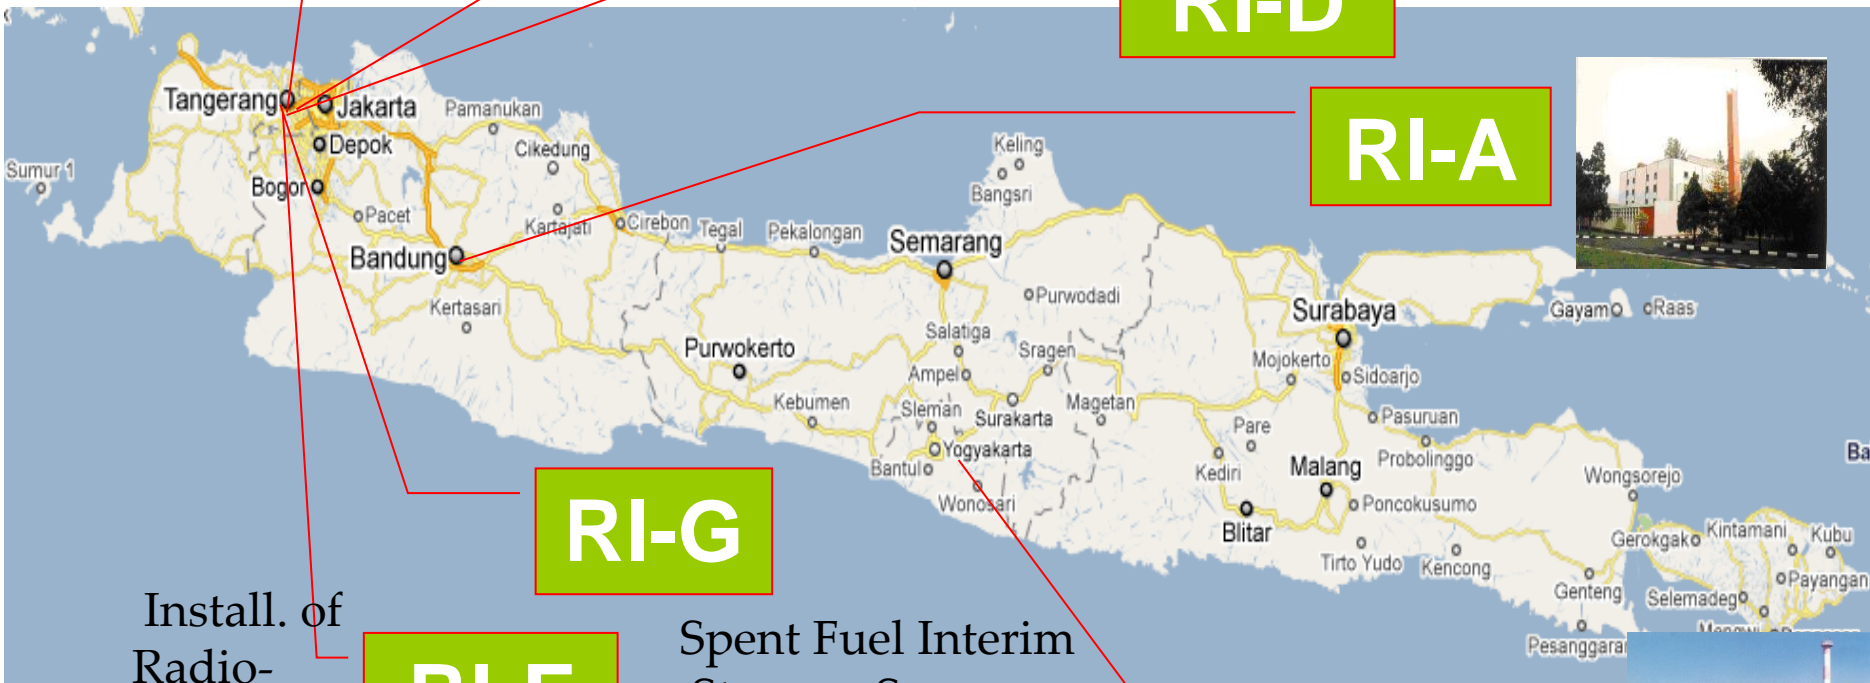 RI-D
Tangerang
Jakarta
Pamanukan
RI-A
Depok
Cikedung
Keling
Sumur 1
Bogor
Bangsri
Pacet
Kartajati
Cirebon
Tegal
Pekalongan
Semarang
Bandung
Kertasari
Purwodadi
Surabaya
Gayam
Raas
Salatiga
Purwokerto
Sragen
Mojokerto
Ampel
Sidoarjo
Kebumen
Sleman
Surakarta
Magetan
Pasuruan
Pare
Yogyakarta
Ba
Bantul
Kediri
Malang
Probolinggo
Wongsorejo
Wonosari
Poncokusumo
RI-G
Blitar
Gerokgak
Kintamani
Kubu
Tirto Yudo
Kencong
Payangan
Genteng
Selemadeg
Install. of
Radio-
Spent Fuel Interim
Pesanggara